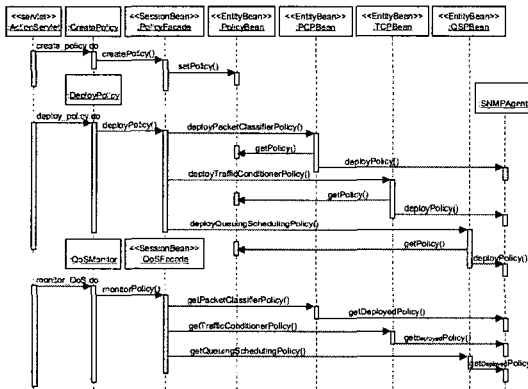 <<servlet>>
:ActionServlet
:CreatePolicy
<<SessionBean>>
:PolicyFacade
<<EntityBean>>
:PolicyBean
<<EntityBean>>
:PCPBean
<<EntityBean>>
:TCPBean
<<EntityBean>>
:QSPBean
create_policy.do
createPolicy()
setPolicy()
:DeployPolicy
:SNMPAgent
deploy_policy.do
deployPolicy()
deployPacketClassifierPolicy()
getPolicy()
deployPolicy()
deployTrafficConditionerPolicy()
getPolicy()
deployPolicy()
deployQueuingSchedulingPolicy()
getPolicy()
deployPolicy()
:QoSMonitor
<<SessionBean>>
:QoSFacade
monitor_QoS.do
monitorPolicy()
getPacketClassifierPolicy()
getDeployedPolicy()
getTrafficConditionerPolicy()
getDeployedPolicy()
getQueuingSchedulingPolicy()
getDeployedPolicy